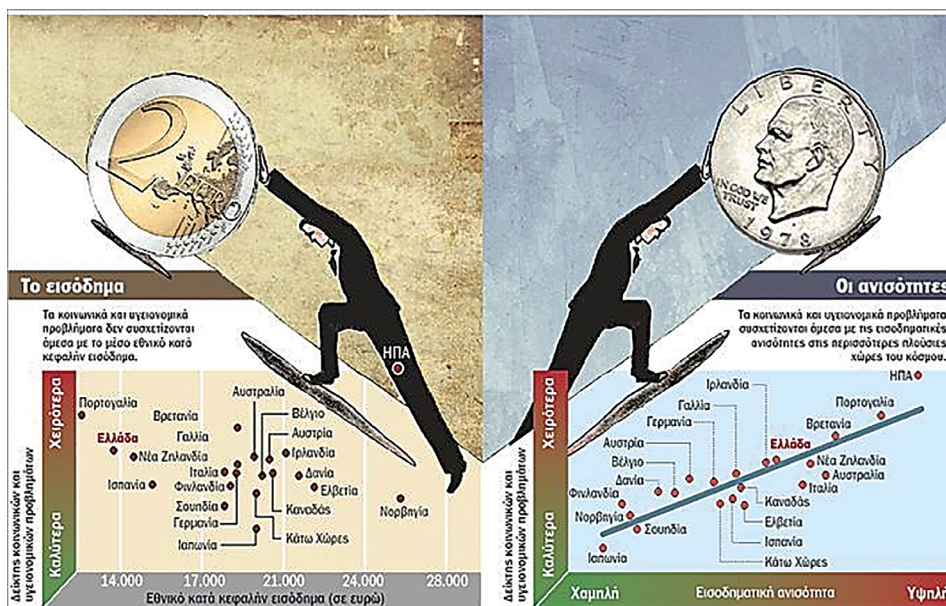 LIBERTY
IN GOD WE
TRUST
1978
2
Το εισόδημα
Τα κοινωνικά και υγειονομικά
προβλήματα δεν συσχετίζονται
άμεσα με το μέσο εθνικό κατά
κεφαλήν εισόδημα.
Δείκτης κοινωνικών και
υγειονομικών προβλημάτων
Χειρότερα
Καλύτερα
ΗΠΑ
Πορτογαλία
Βρετανία
Αυστραλία
Ελλάδα
Γαλλία
Βέλγιο
Αυστρία
Νέα Ζηλανδία
Ιρλανδία
Ισπανία
Ιταλία
Φινλανδία
Δανία
Ελβετία
Σουηδία
Γερμανία
Καναδάς
Νορβηγία
Ιαπωνία
Κάτω Χώρες
14.000 17.000 21.000 24.000 28.000
Εθνικό κατά κεφαλήν εισόδημα (σε ευρώ)
Οι ανισότητες
Τα κοινωνικά και υγειονομικά προβλήματα
συσχετίζονται άμεσα με τις εισοδηματικές
ανισότητες στις περισσότερες πλούσιες
χώρες του κόσμου.
Δείκτης κοινωνικών και
υγειονομικών προβλημάτων
Χειρότερα
Καλύτερα
Ιρλανδία
ΗΠΑ
Γαλλία
Πορτογαλία
Γερμανία
Βρετανία
Αυστρία
Ελλάδα
Βέλγιο
Νέα Ζηλανδία
Δανία
Αυστραλία
Φινλανδία
Ιταλία
Καναδάς
Νορβηγία
Σουηδία
Ελβετία
Ισπανία
Ιαπωνία
Κάτω Χώρες
Χαμηλή Εισοδηματική ανισότητα Υψηλή